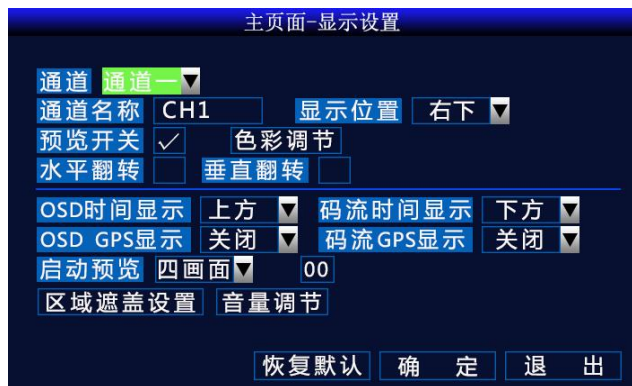 主页面-显示设置
通道 通道一
通道名称 CH1 显示位置 右下
预览开关 ✓ 色彩调节
水平翻转 垂直翻转
OSD时间显示 上方 码流时间显示 下方
OSD GPS显示 关闭 码流GPS显示 关闭
启动预览 四画面 00
区域遮盖设置 音量调节
恢复默认 确 定 退 出